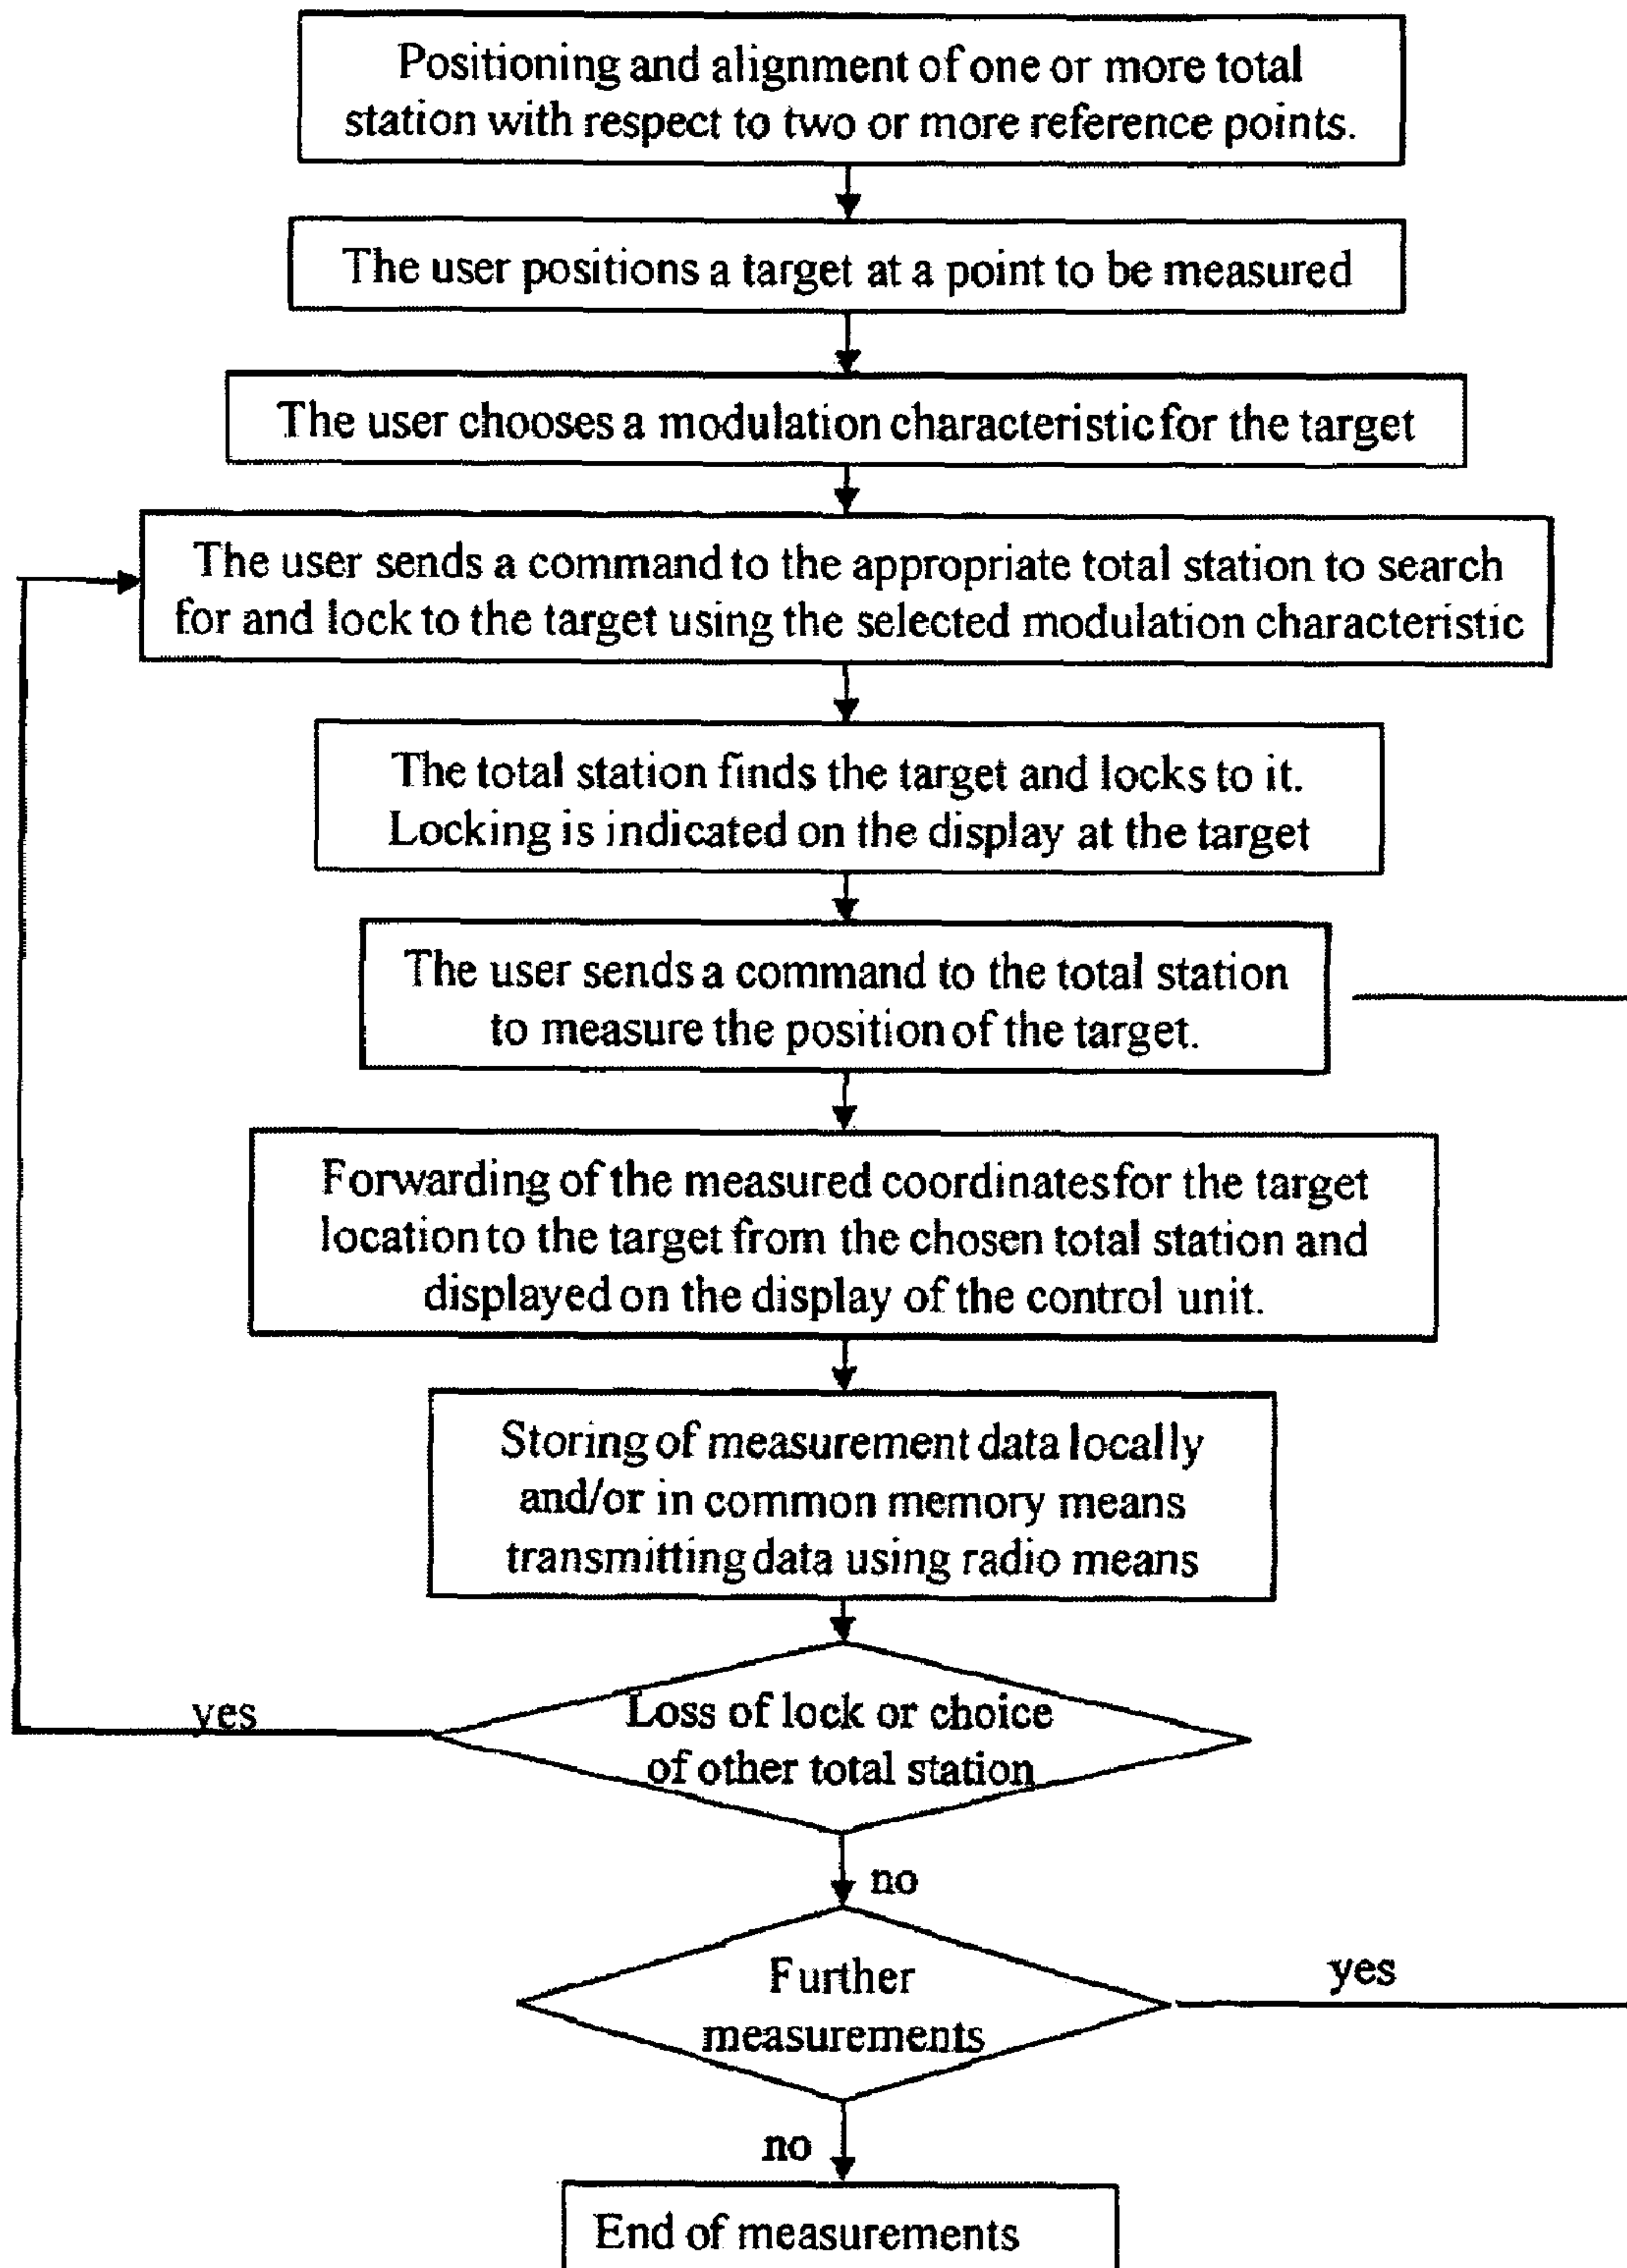 Positioning and alignment of one or more total
station with respect to two or more reference points.
The user positions a target at a point to be measured
The user chooses a modulation characteristic for the target
The user sends a command to the appropriate total station to search
for and lock to the target using the selected modulation characteristic
The total station finds the target and locks to it.
Locking is indicated on the display at the target
The user sends a command to the total station
to measure the position of the target.
Forwarding of the measured coordinates for the target
location to the target from the chosen total station and
displayed on the display of the control unit.
Storing of measurement data locally
and/or in common memory means
transmitting data using radio means
yes
Loss of lock or choice
of other total station
no
Further
measurements
yes
no
End of measurements